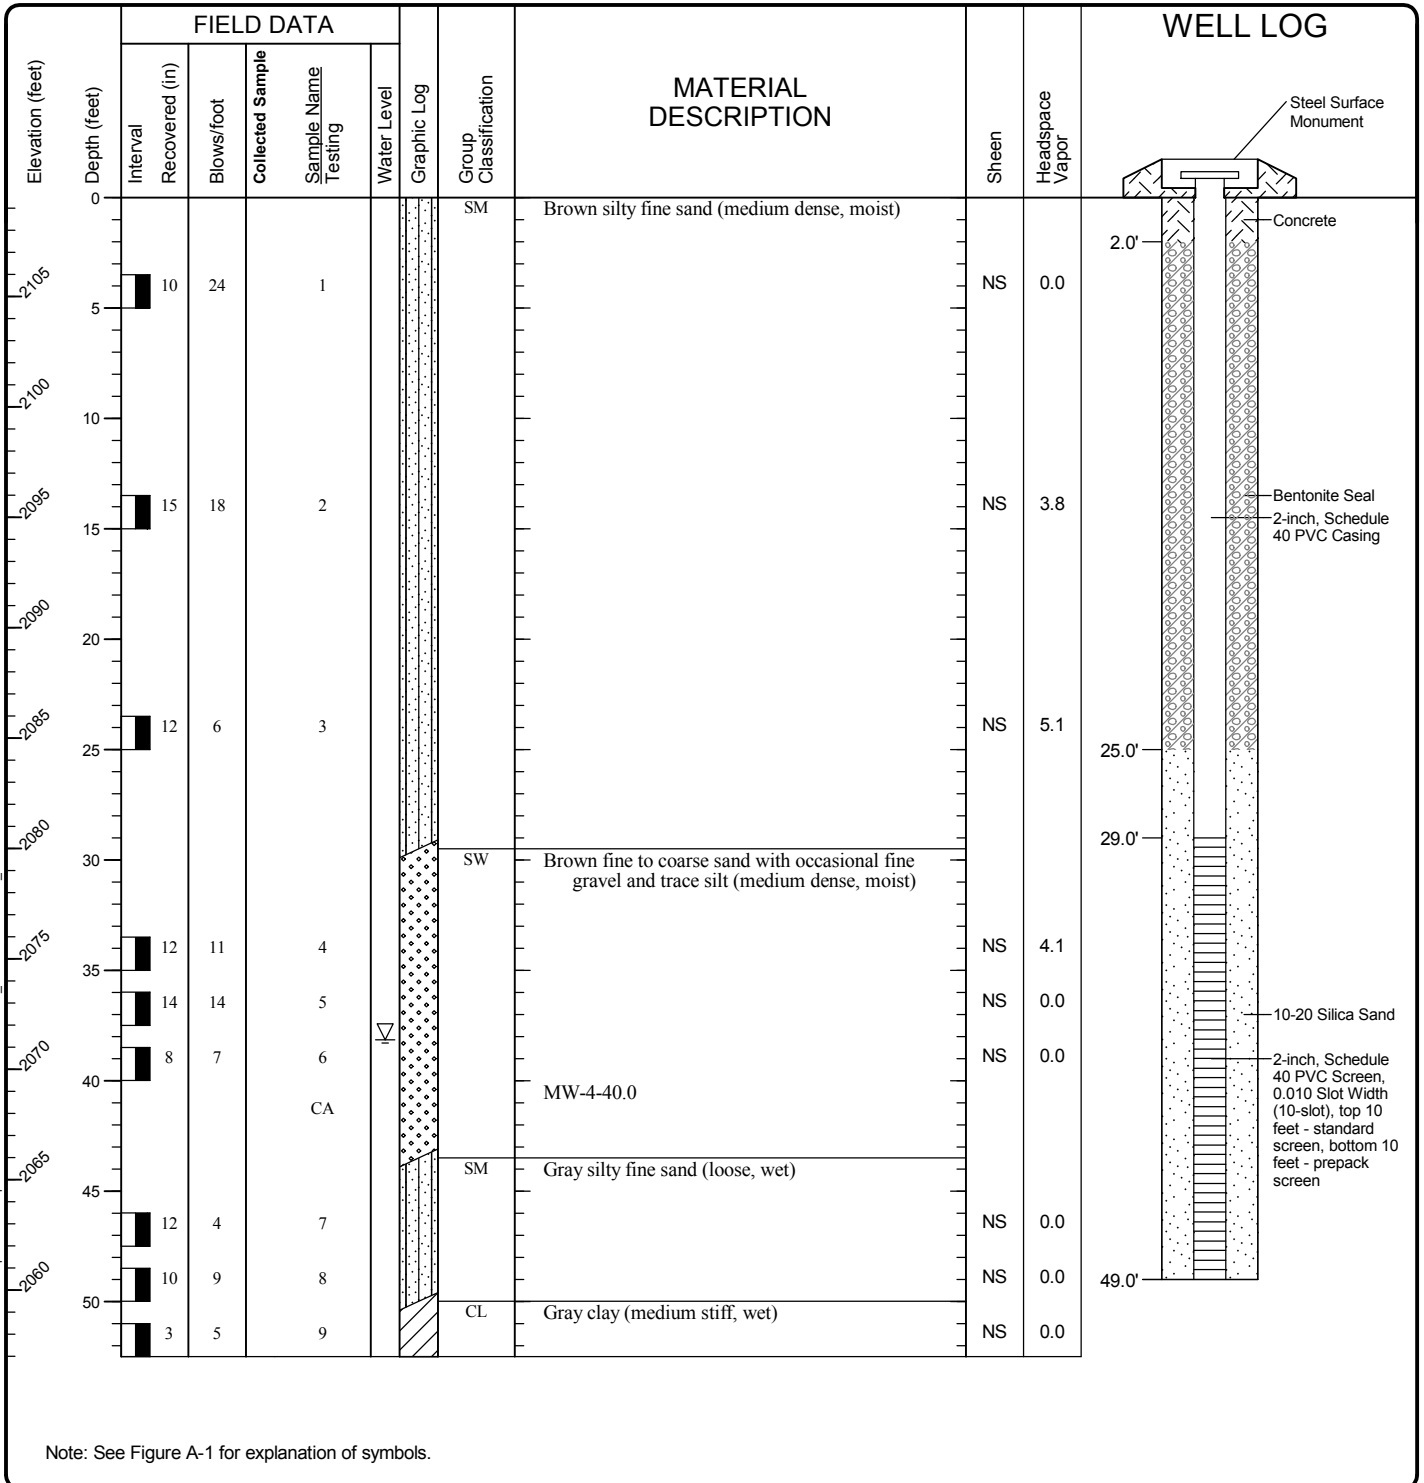 FIELD DATA
WELL LOG
Elevation (feet)
Depth (feet)
Interval
Recovered (in)
Blows/foot
Collected Sample
Sample Name
Testing
Water Level
Graphic Log
Group
Classification
MATERIAL
DESCRIPTION
Sheen
Headspace
Vapor
Steel Surface
Monument
0
SM
Brown silty fine sand (medium dense, moist)
Concrete
2.0'
2105
10
24
1
NS
0.0
5
2100
10
2095
15
18
2
NS
3.8
Bentonite Seal
15
2-inch, Schedule
40 PVC Casing
2090
20
2085
12
6
3
NS
5.1
25
25.0'
2080
29.0'
30
SW
Brown fine to coarse sand with occasional fine
gravel and trace silt (medium dense, moist)
2075
12
11
4
NS
4.1
35
14
14
5
NS
0.0
10-20 Silica Sand
2070
8
7
6
NS
0.0
2-inch, Schedule
40 PVC Screen,
0.010 Slot Width
(10-slot), top 10
feet - standard
screen, bottom 10
feet - prepack
screen
40
MW-4-40.0
CA
2065
SM
Gray silty fine sand (loose, wet)
45
12
4
7
NS
0.0
2060
10
9
8
NS
0.0
49.0'
50
CL
Gray clay (medium stiff, wet)
3
5
9
NS
0.0
Note: See Figure A-1 for explanation of symbols.